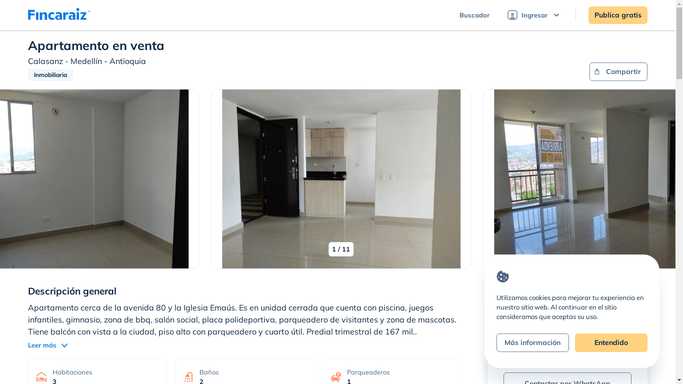 Fincaraiz
Buscador
Ingresar
Publica gratis
Apartamento en venta
Calasanz - Medellín - Antioquia
Inmobiliaria
Compartir
1 / 11
Descripción general
Apartamento cerca de la avenida 80 y la Iglesia Emaús. Es en unidad cerrada que cuenta con piscina, juegos
infantiles, gimnasio, zona de bbq, salón social, placa polideportiva, parqueadero de visitantes y zona de mascotas.
Tiene balcón con vista a la ciudad, piso alto con parqueadero y cuarto útil. Predial trimestral de 167 mil..
Leer más
Habitaciones
3
Baños
2
Parqueaderos
1
Utilizamos cookies para mejorar tu experiencia en
nuestro sitio web. Al continuar en el sitio
consideramos que aceptas su uso.
Más información
Entendido
Contactar por WhatsApp